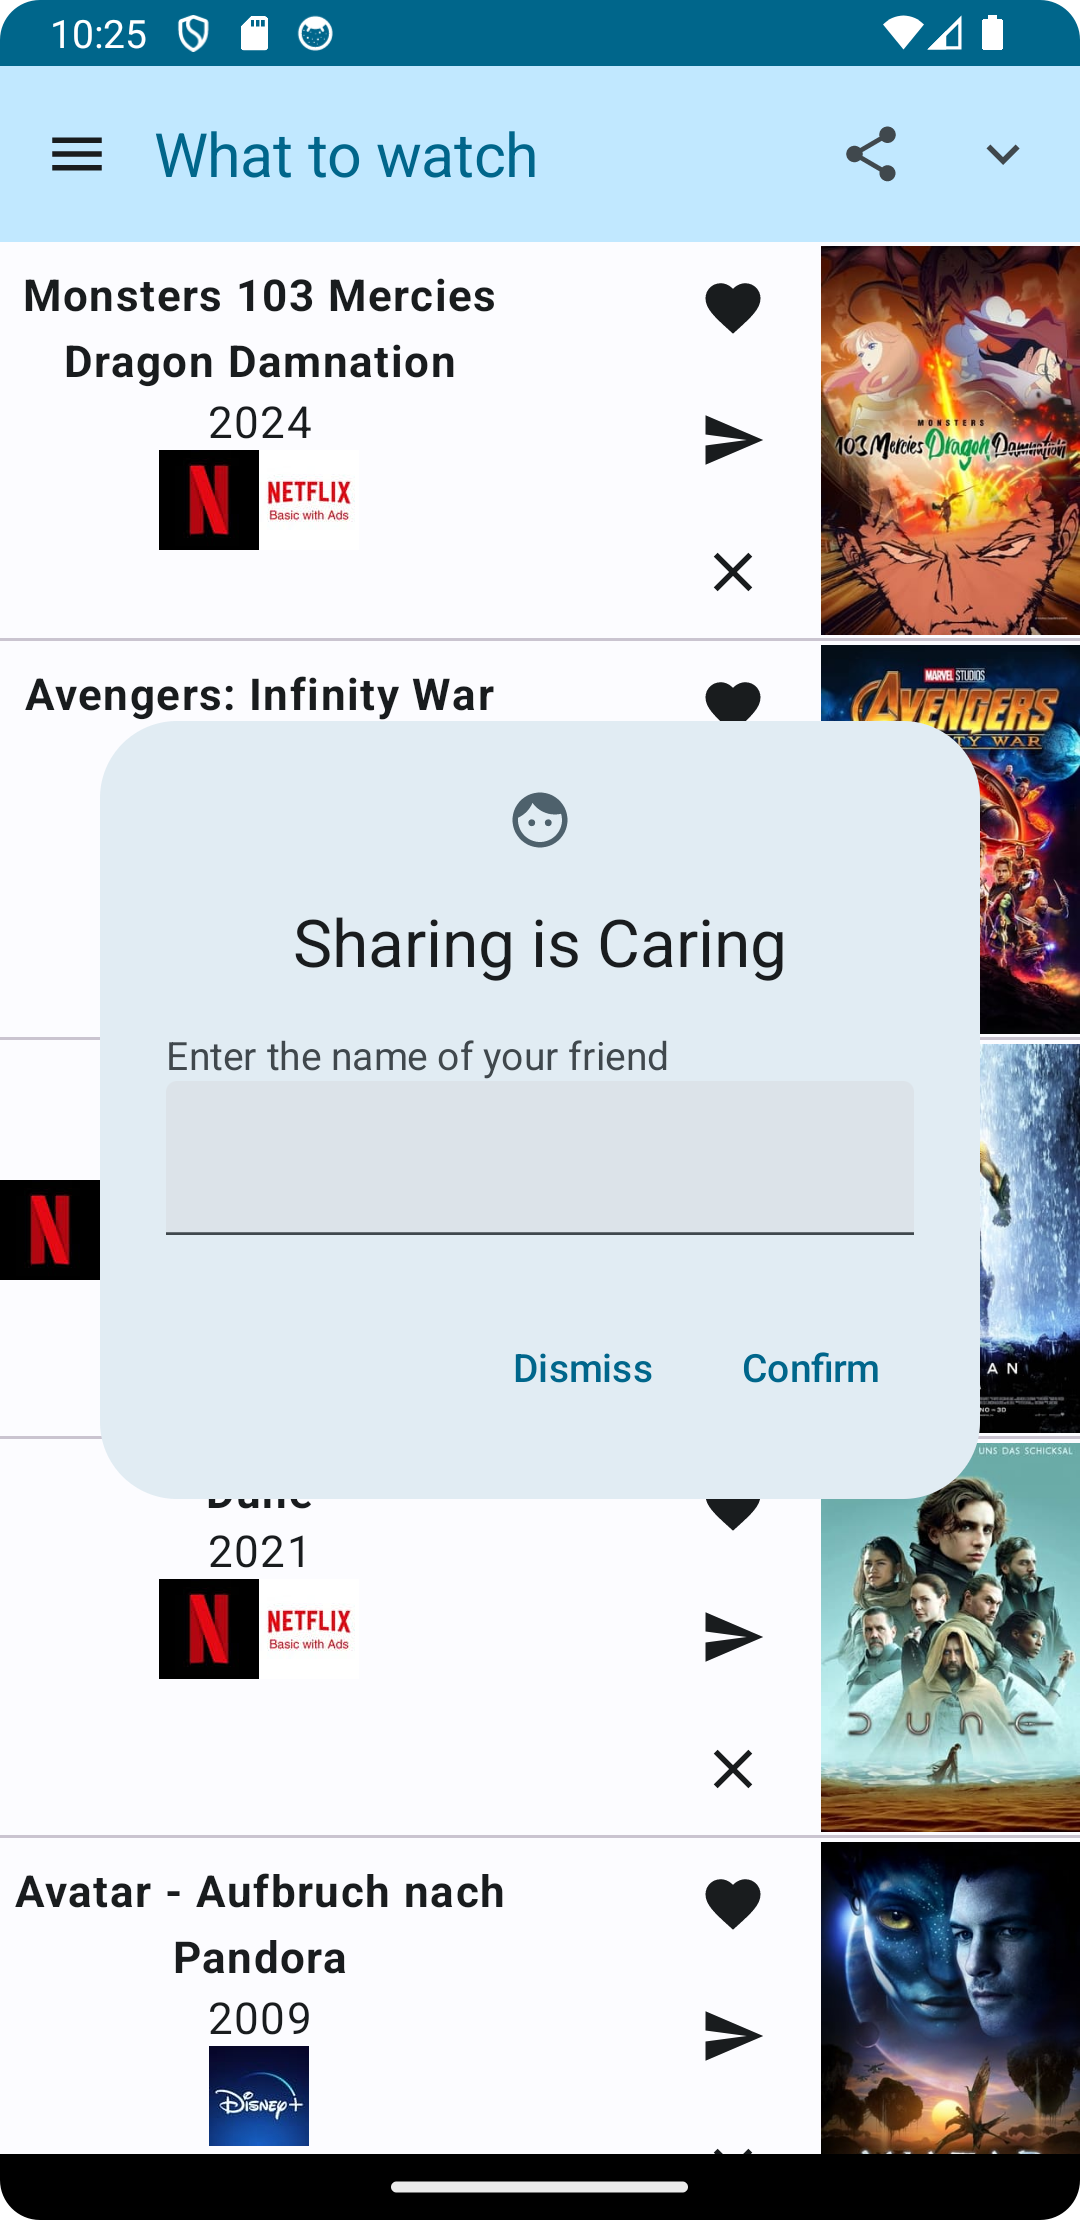 10:25
What to watch
Monsters 103 Mercies
Dragon Damnation
2024
NETFLIX
Basic with Ads
MONSTERS
103 Mercies Dragon Damnation
Avengers: Infinity War
MARVEL STUDIOS
AVENGERS
TY WAR
Sharing is Caring
Enter the name of your friend
Dismiss
Confirm
AN
NO – 3D
UNS DAS SCHICKSAL
Dune
2021
NETFLIX
Basic with Ads
DUNE
Avatar - Aufbruch nach
Pandora
2009
Disney+